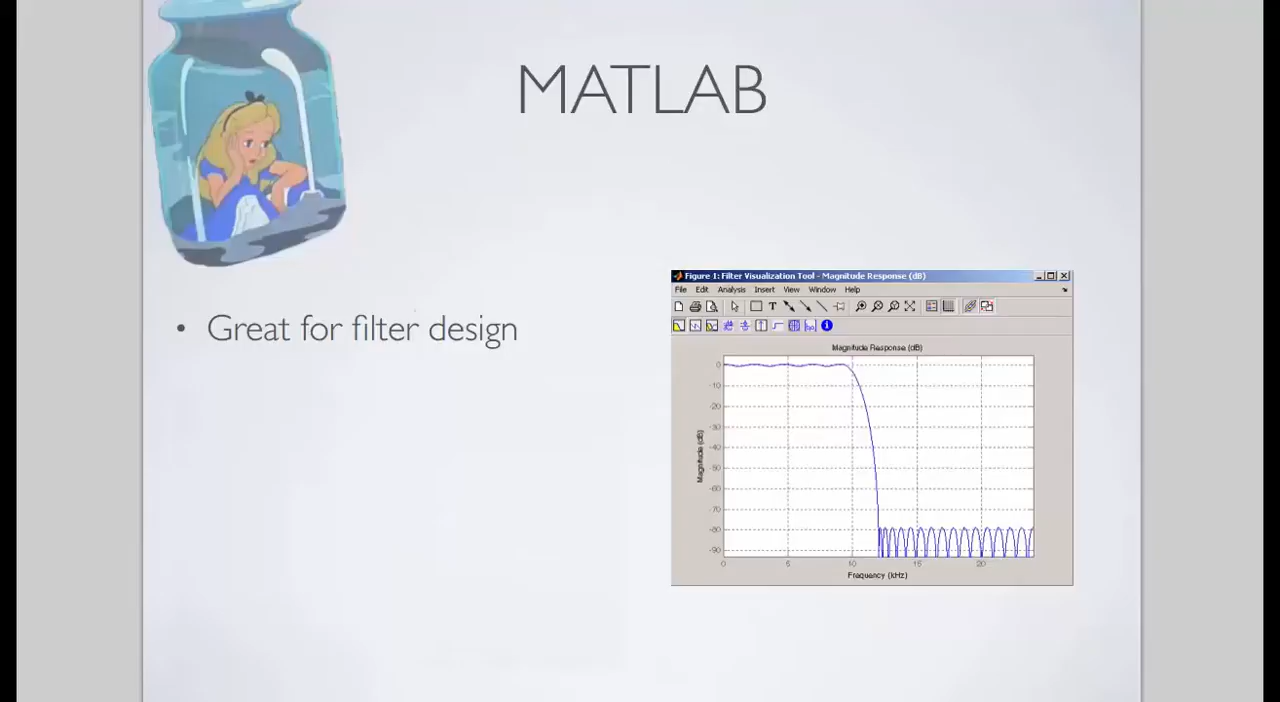 MATLAB
• Great for filter design
Figure 1: Filter Visualization Tool - Magnitude Response (dB)
File Edit Analysis Insert View Window Help
Magnitude Response (dB)
0
-10
-20
-30
-40
-50
-60
-70
-80
-90
Magnitude (dB)
0 5 10 15 20
Frequency (kHz)